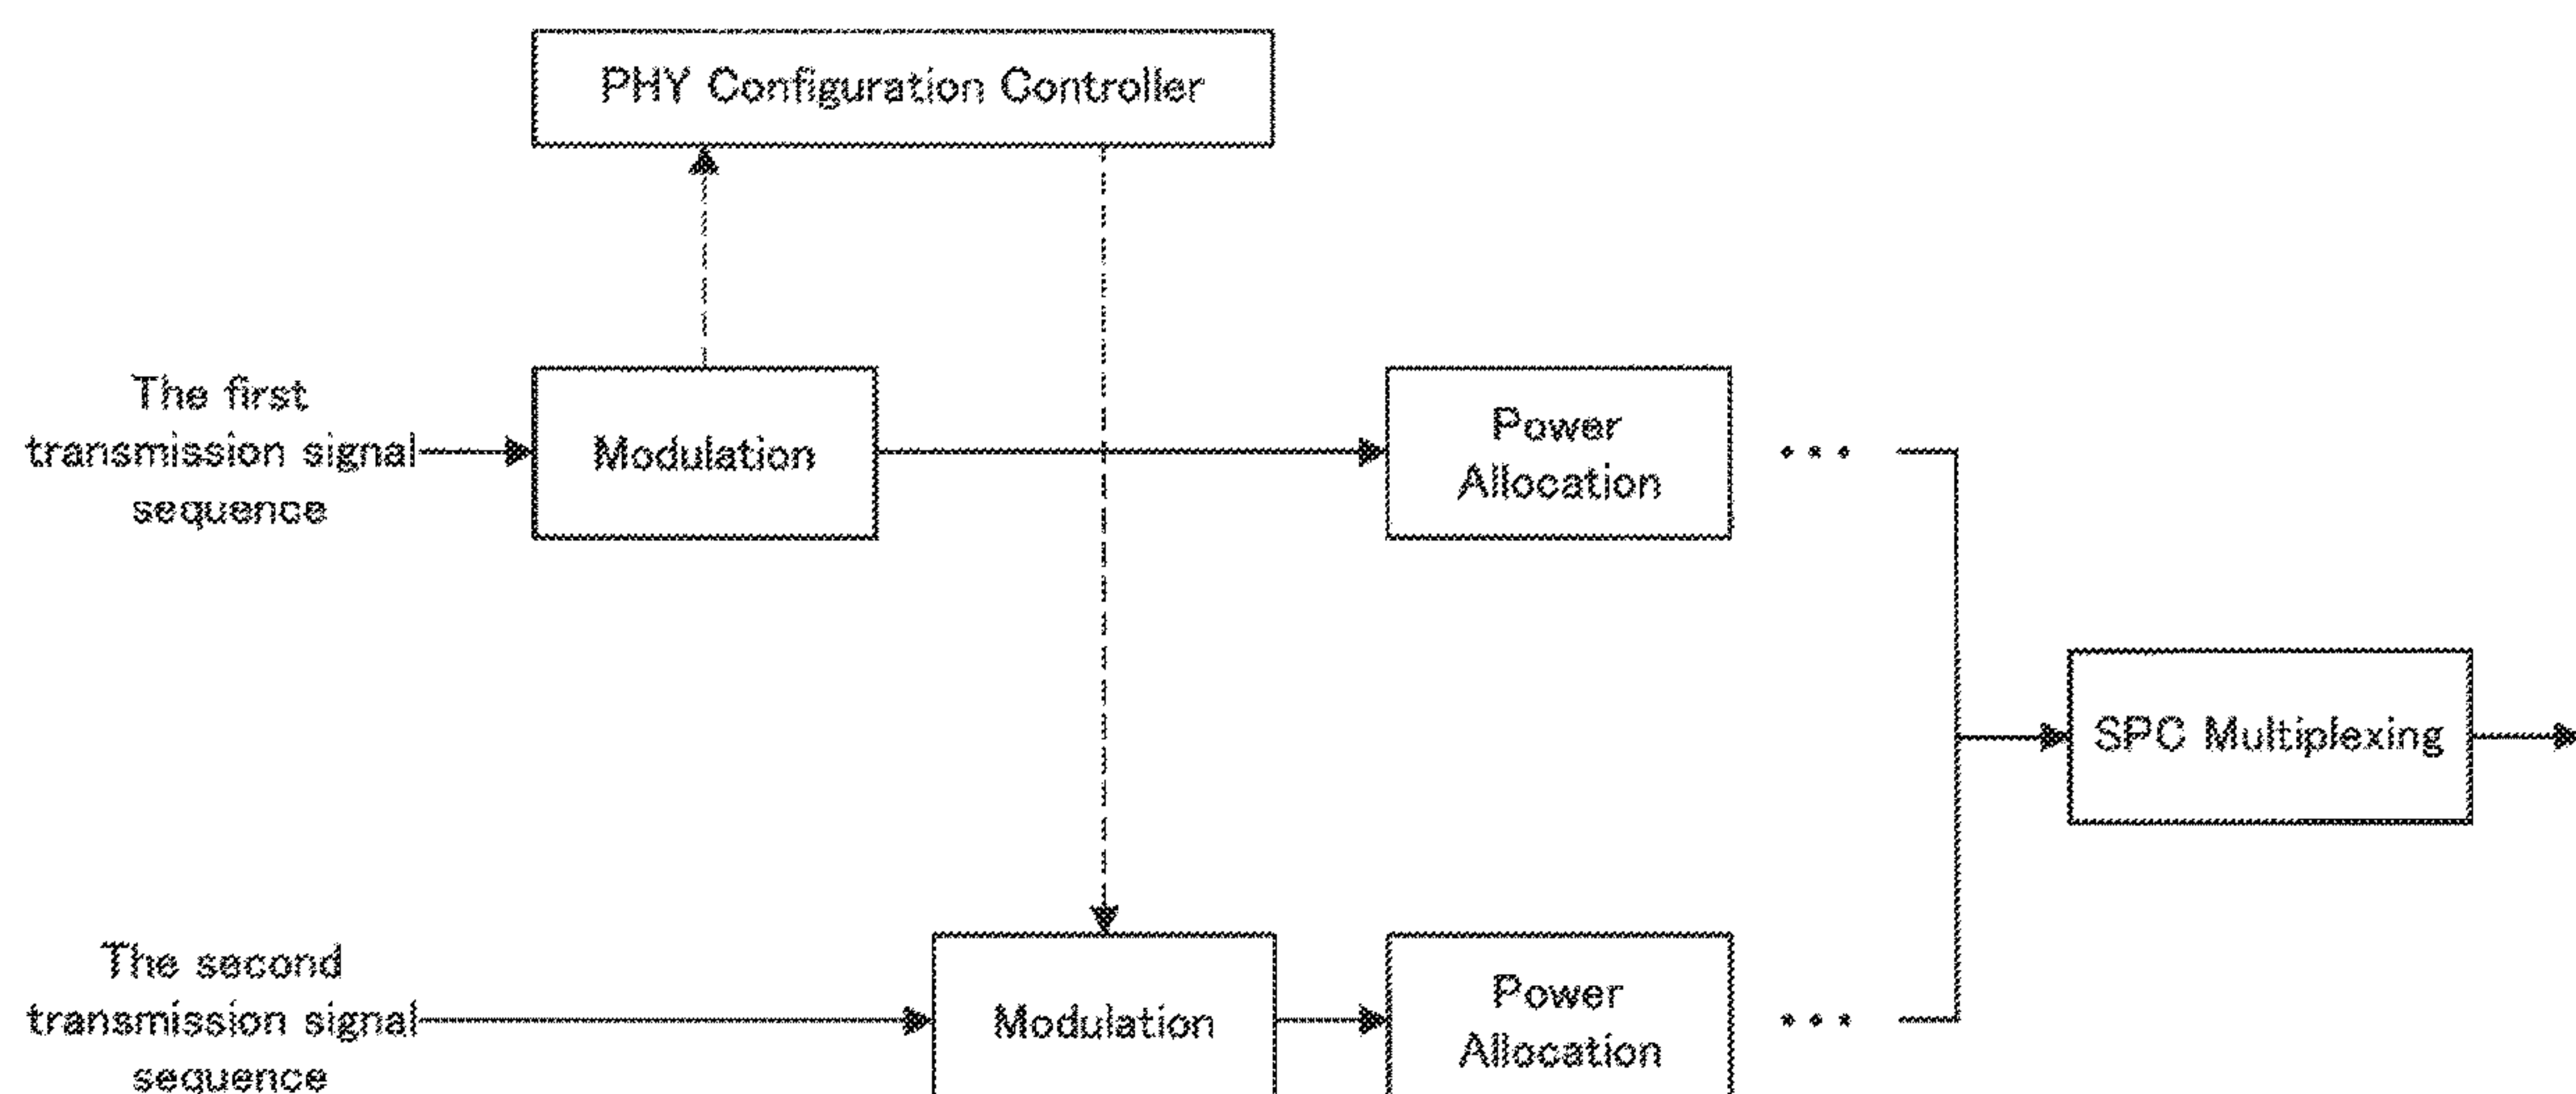 PHY Configuration Controller
The first
transmission signal
sequence
Modulation
Power
Allocation
...
SPC Multiplexing
The second
transmission signal
sequence
Modulation
Power
Allocation
...